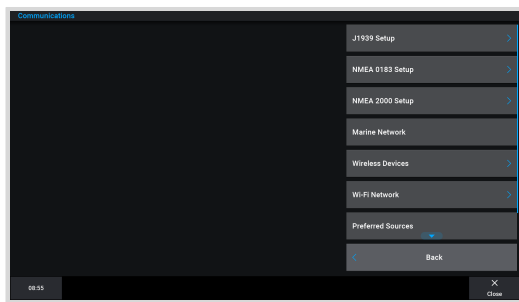 Communications
J1939 Setup
NMEA 0183 Setup
NMEA 2000 Setup
Marine Network
Wireless Devices
Wi-Fi Network
Preferred Sources
Back
08:55
Close